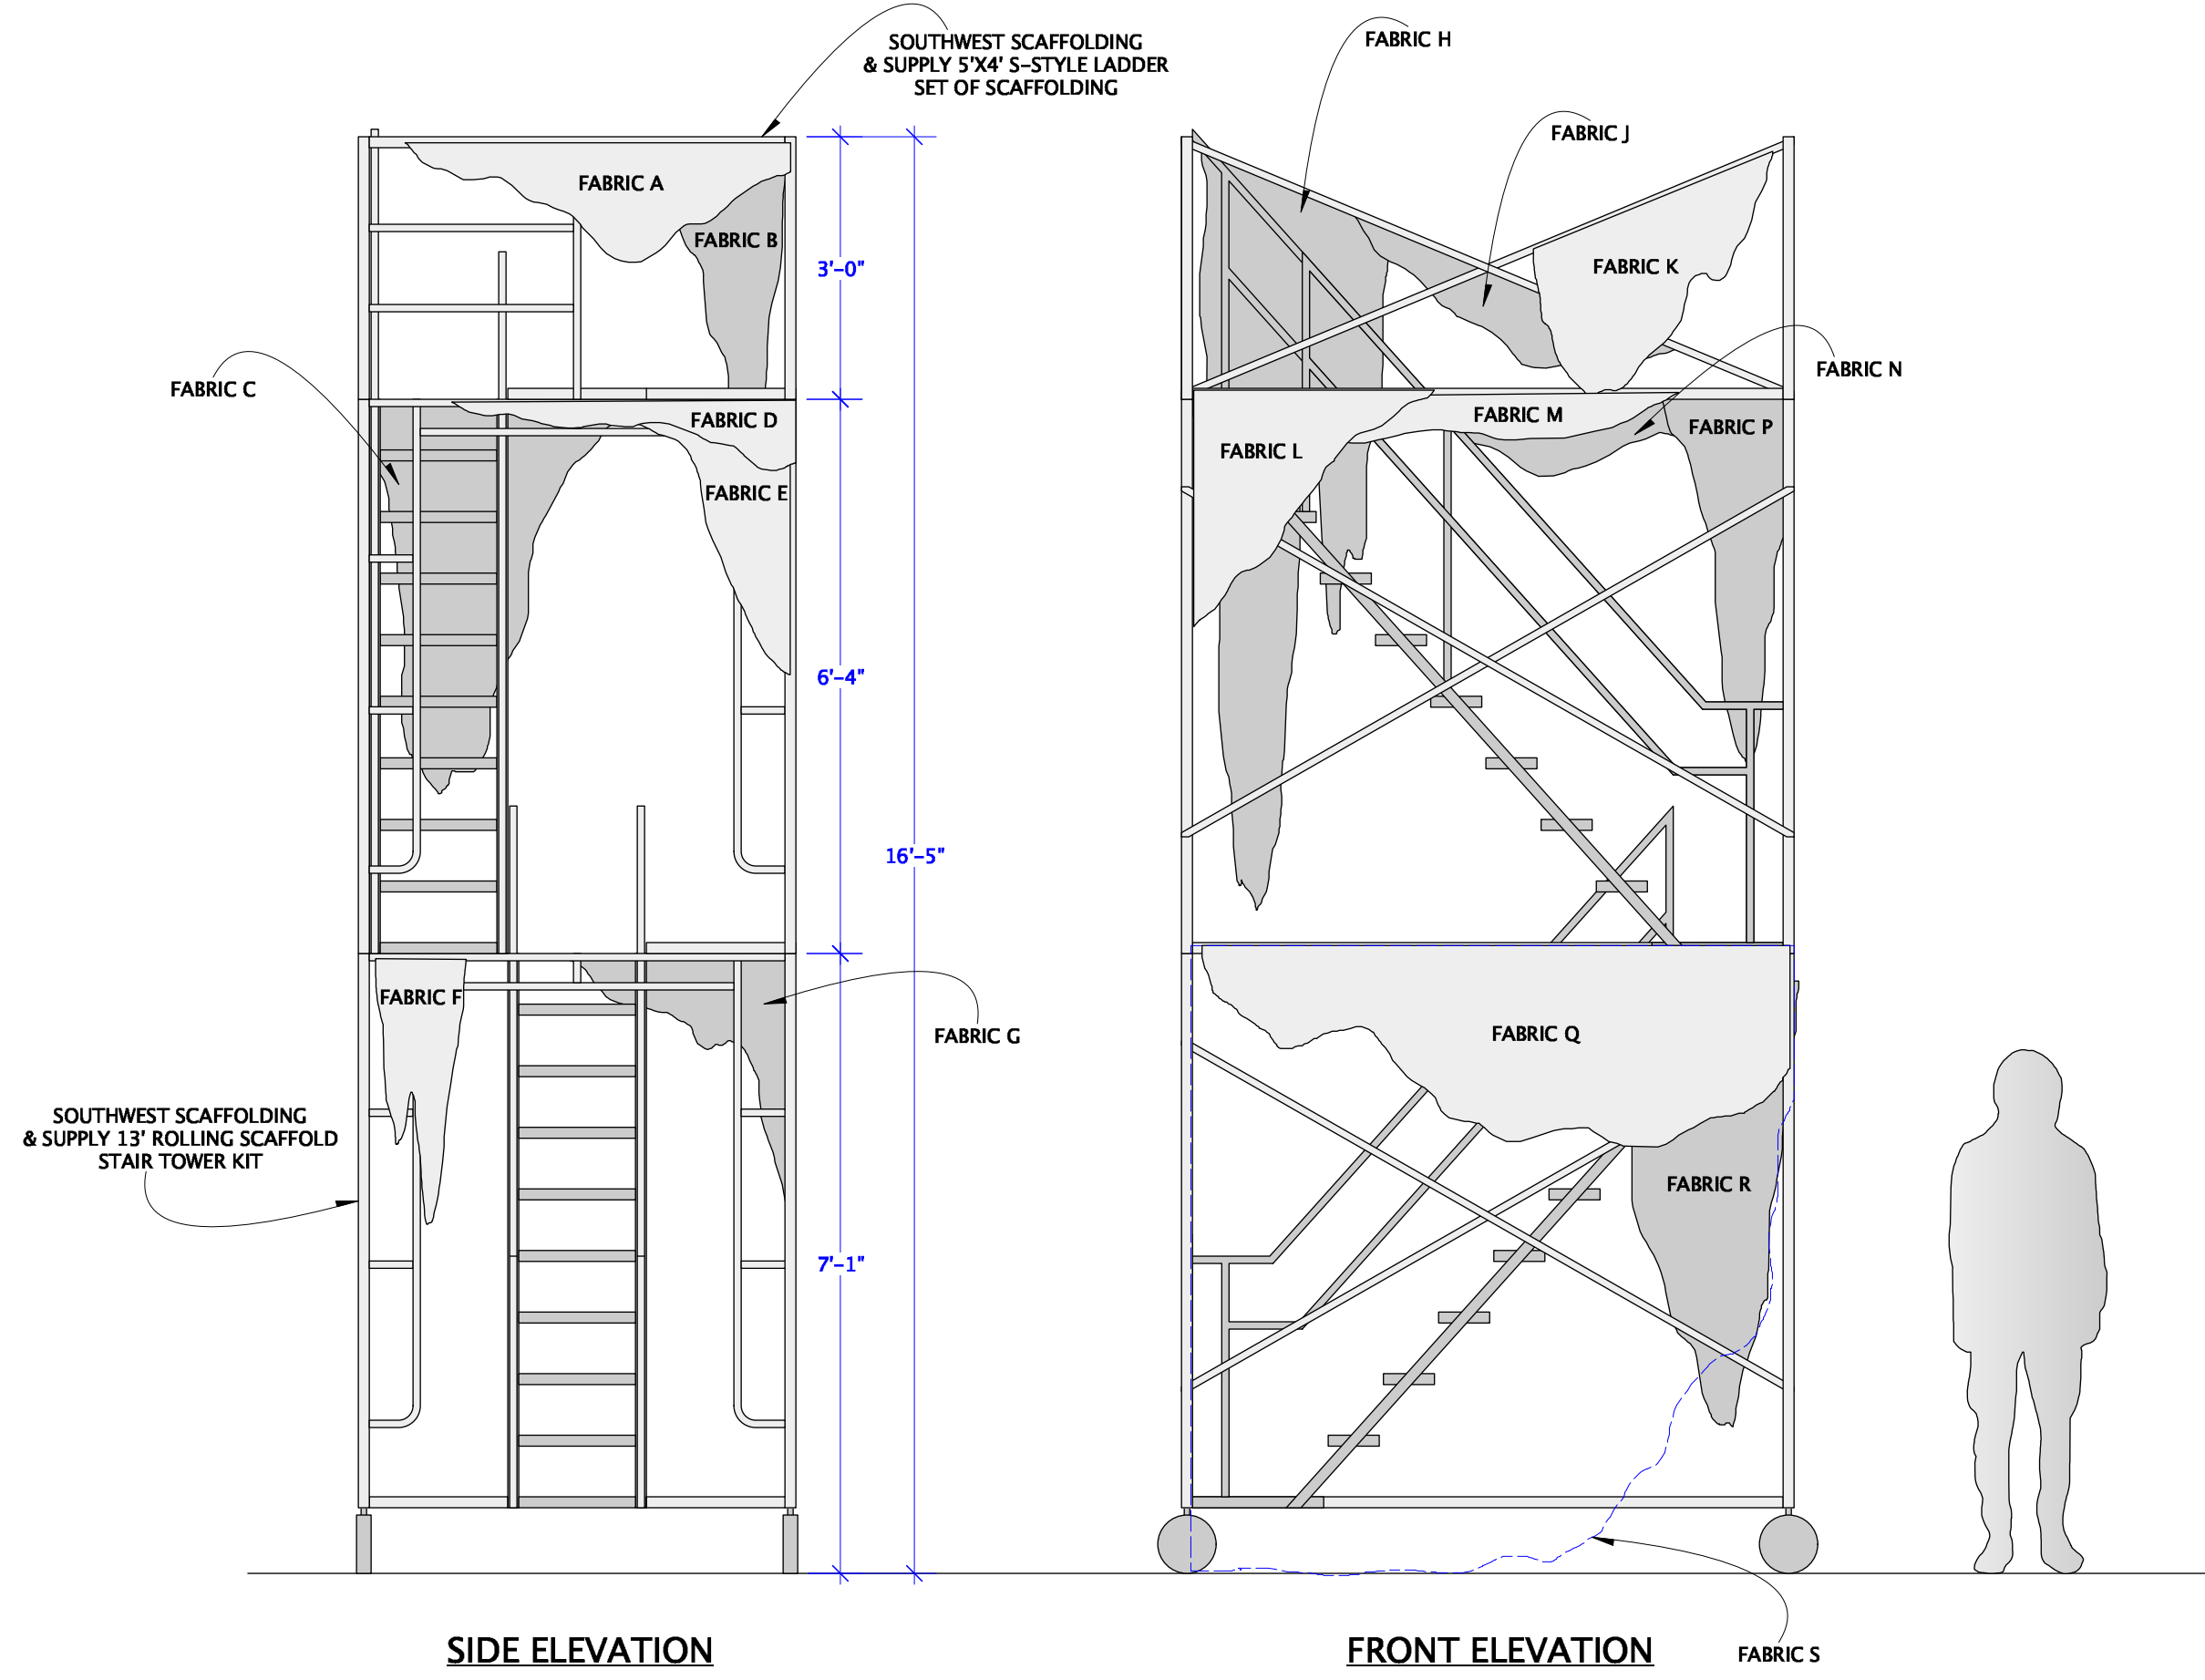 SOUTHWEST SCAFFOLDING
& SUPPLY 5'X4' S-STYLE LADDER
SET OF SCAFFOLDING
FABRIC H
FABRIC J
FABRIC A
FABRIC B
3'-0"
FABRIC K
FABRIC C
FABRIC N
FABRIC D
FABRIC M
FABRIC P
FABRIC L
FABRIC E
6'-4"
16'-5"
FABRIC F
FABRIC G
FABRIC Q
SOUTHWEST SCAFFOLDING
& SUPPLY 13' ROLLING SCAFFOLD
STAIR TOWER KIT
FABRIC R
7'-1"
SIDE ELEVATION
FRONT ELEVATION
FABRIC S